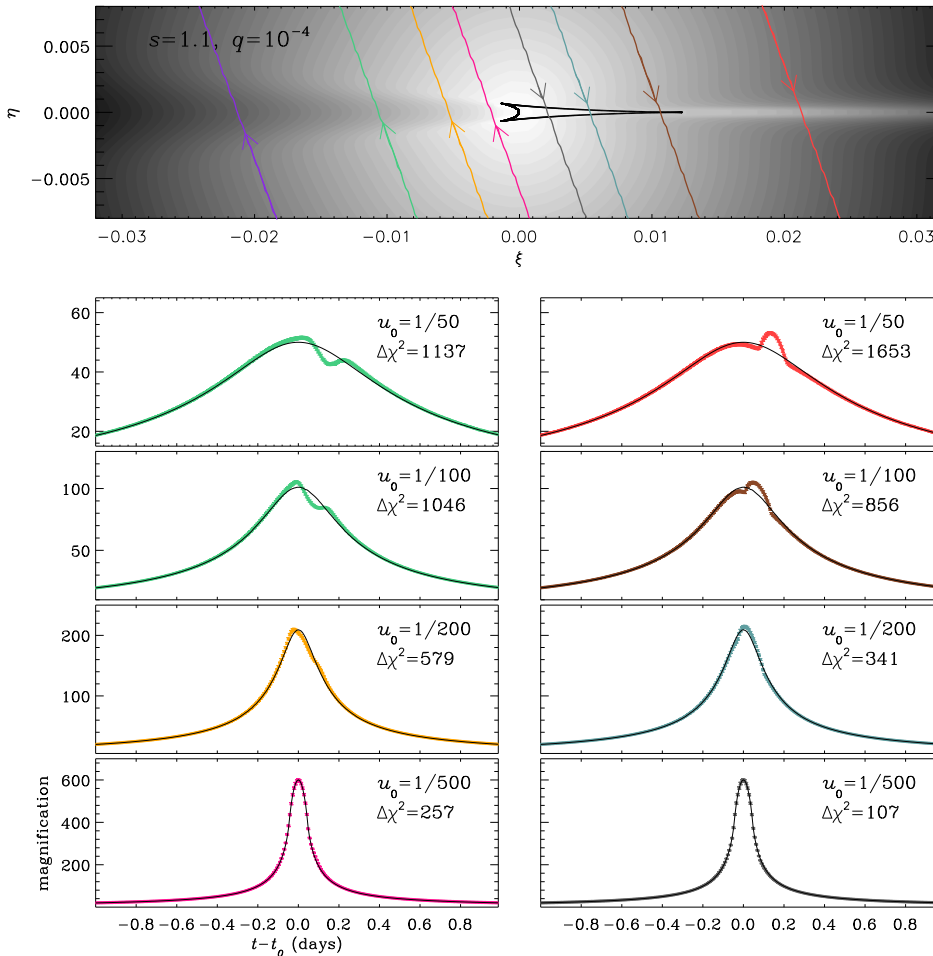 s=1.1, q=10⁻⁴
0.005
0.000
−0.005
η
−0.03 −0.02 −0.01 0.00 0.01 0.02 0.03
ξ
60
40
20
u₀=1/50
Δχ²=1137
u₀=1/50
Δχ²=1653
100
50
u₀=1/100
Δχ²=1046
u₀=1/100
Δχ²=856
200
100
u₀=1/200
Δχ²=579
u₀=1/200
Δχ²=341
600
400
200
magnification
u₀=1/500
Δχ²=257
u₀=1/500
Δχ²=107
−0.8 −0.6 −0.4 −0.2 0.0 0.2 0.4 0.6 0.8
−0.8 −0.6 −0.4 −0.2 0.0 0.2 0.4 0.6 0.8
t−t₀ (days)